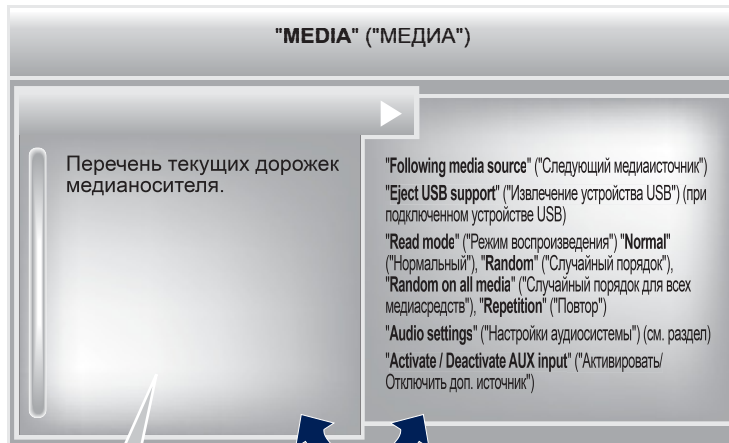 "MEDIA" ("МЕДИА")
Перечень текущих дорожек
медианосителя.
"Following media source" ("Следующий медиаисточник")
"Eject USB support" ("Извлечение устройства USB") (при
подключенном устройстве USB)
"Read mode" ("Режим воспроизведения") "Normal"
("Нормальный"), "Random" ("Случайный порядок"),
"Random on all media" ("Случайный порядок для всех
медиасредств"), "Repetition" ("Повтор")
"Audio settings" ("Настройки аудиосистемы") (см. раздел)
"Activate / Deactivate AUX input" ("Активировать/
Отключить доп. источник")